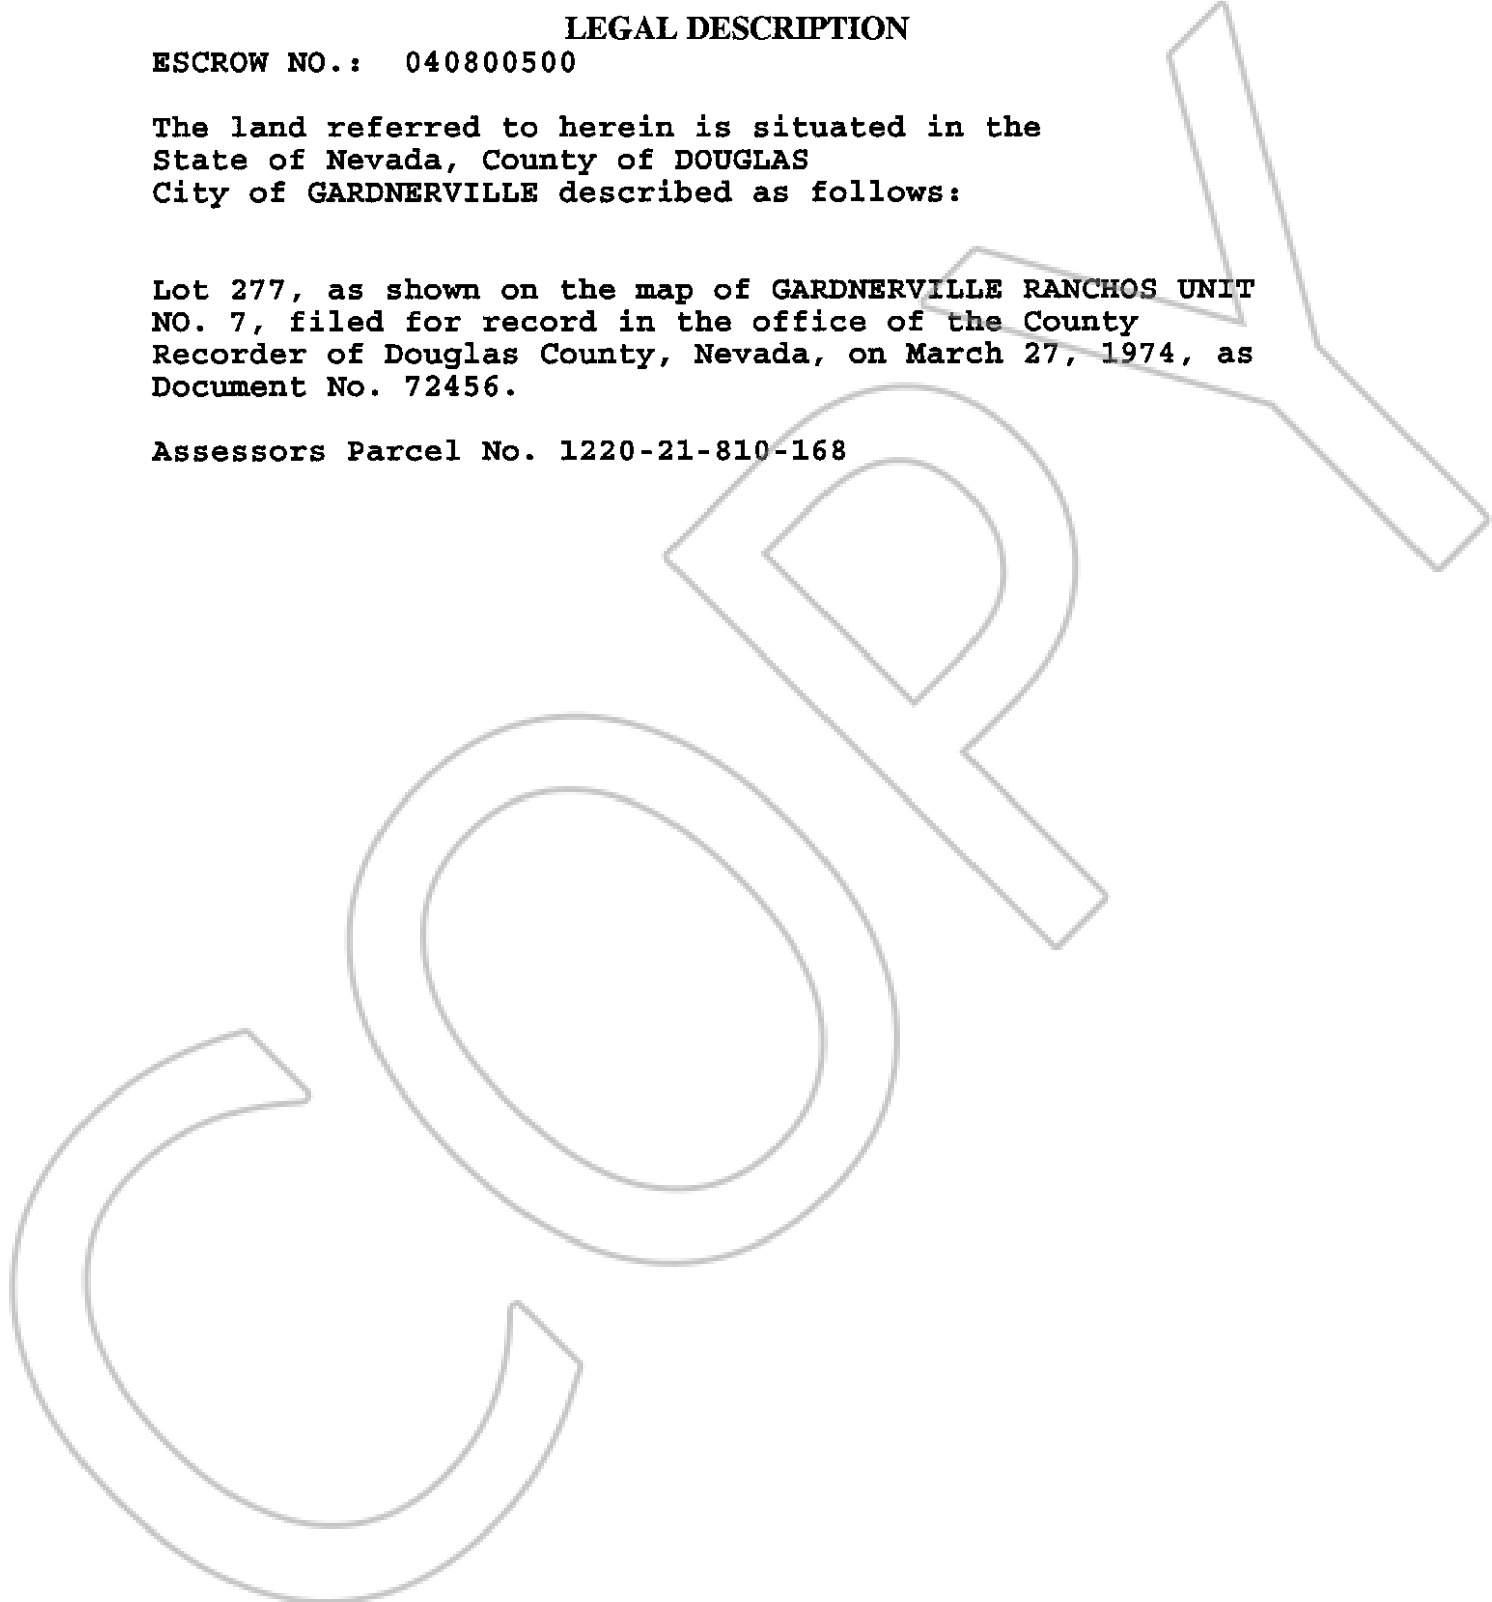 LEGAL DESCRIPTION
ESCROW NO.: 040800500
The land referred to herein is situated in the
State of Nevada, County of DOUGLAS
City of GARDNERVILLE described as follows:
Lot 277, as shown on the map of GARDNERVILLE RANCHOS UNIT
NO. 7, filed for record in the office of the County
Recorder of Douglas County, Nevada, on March 27, 1974, as
Document No. 72456.
Assessors Parcel No. 1220-21-810-168
COPY